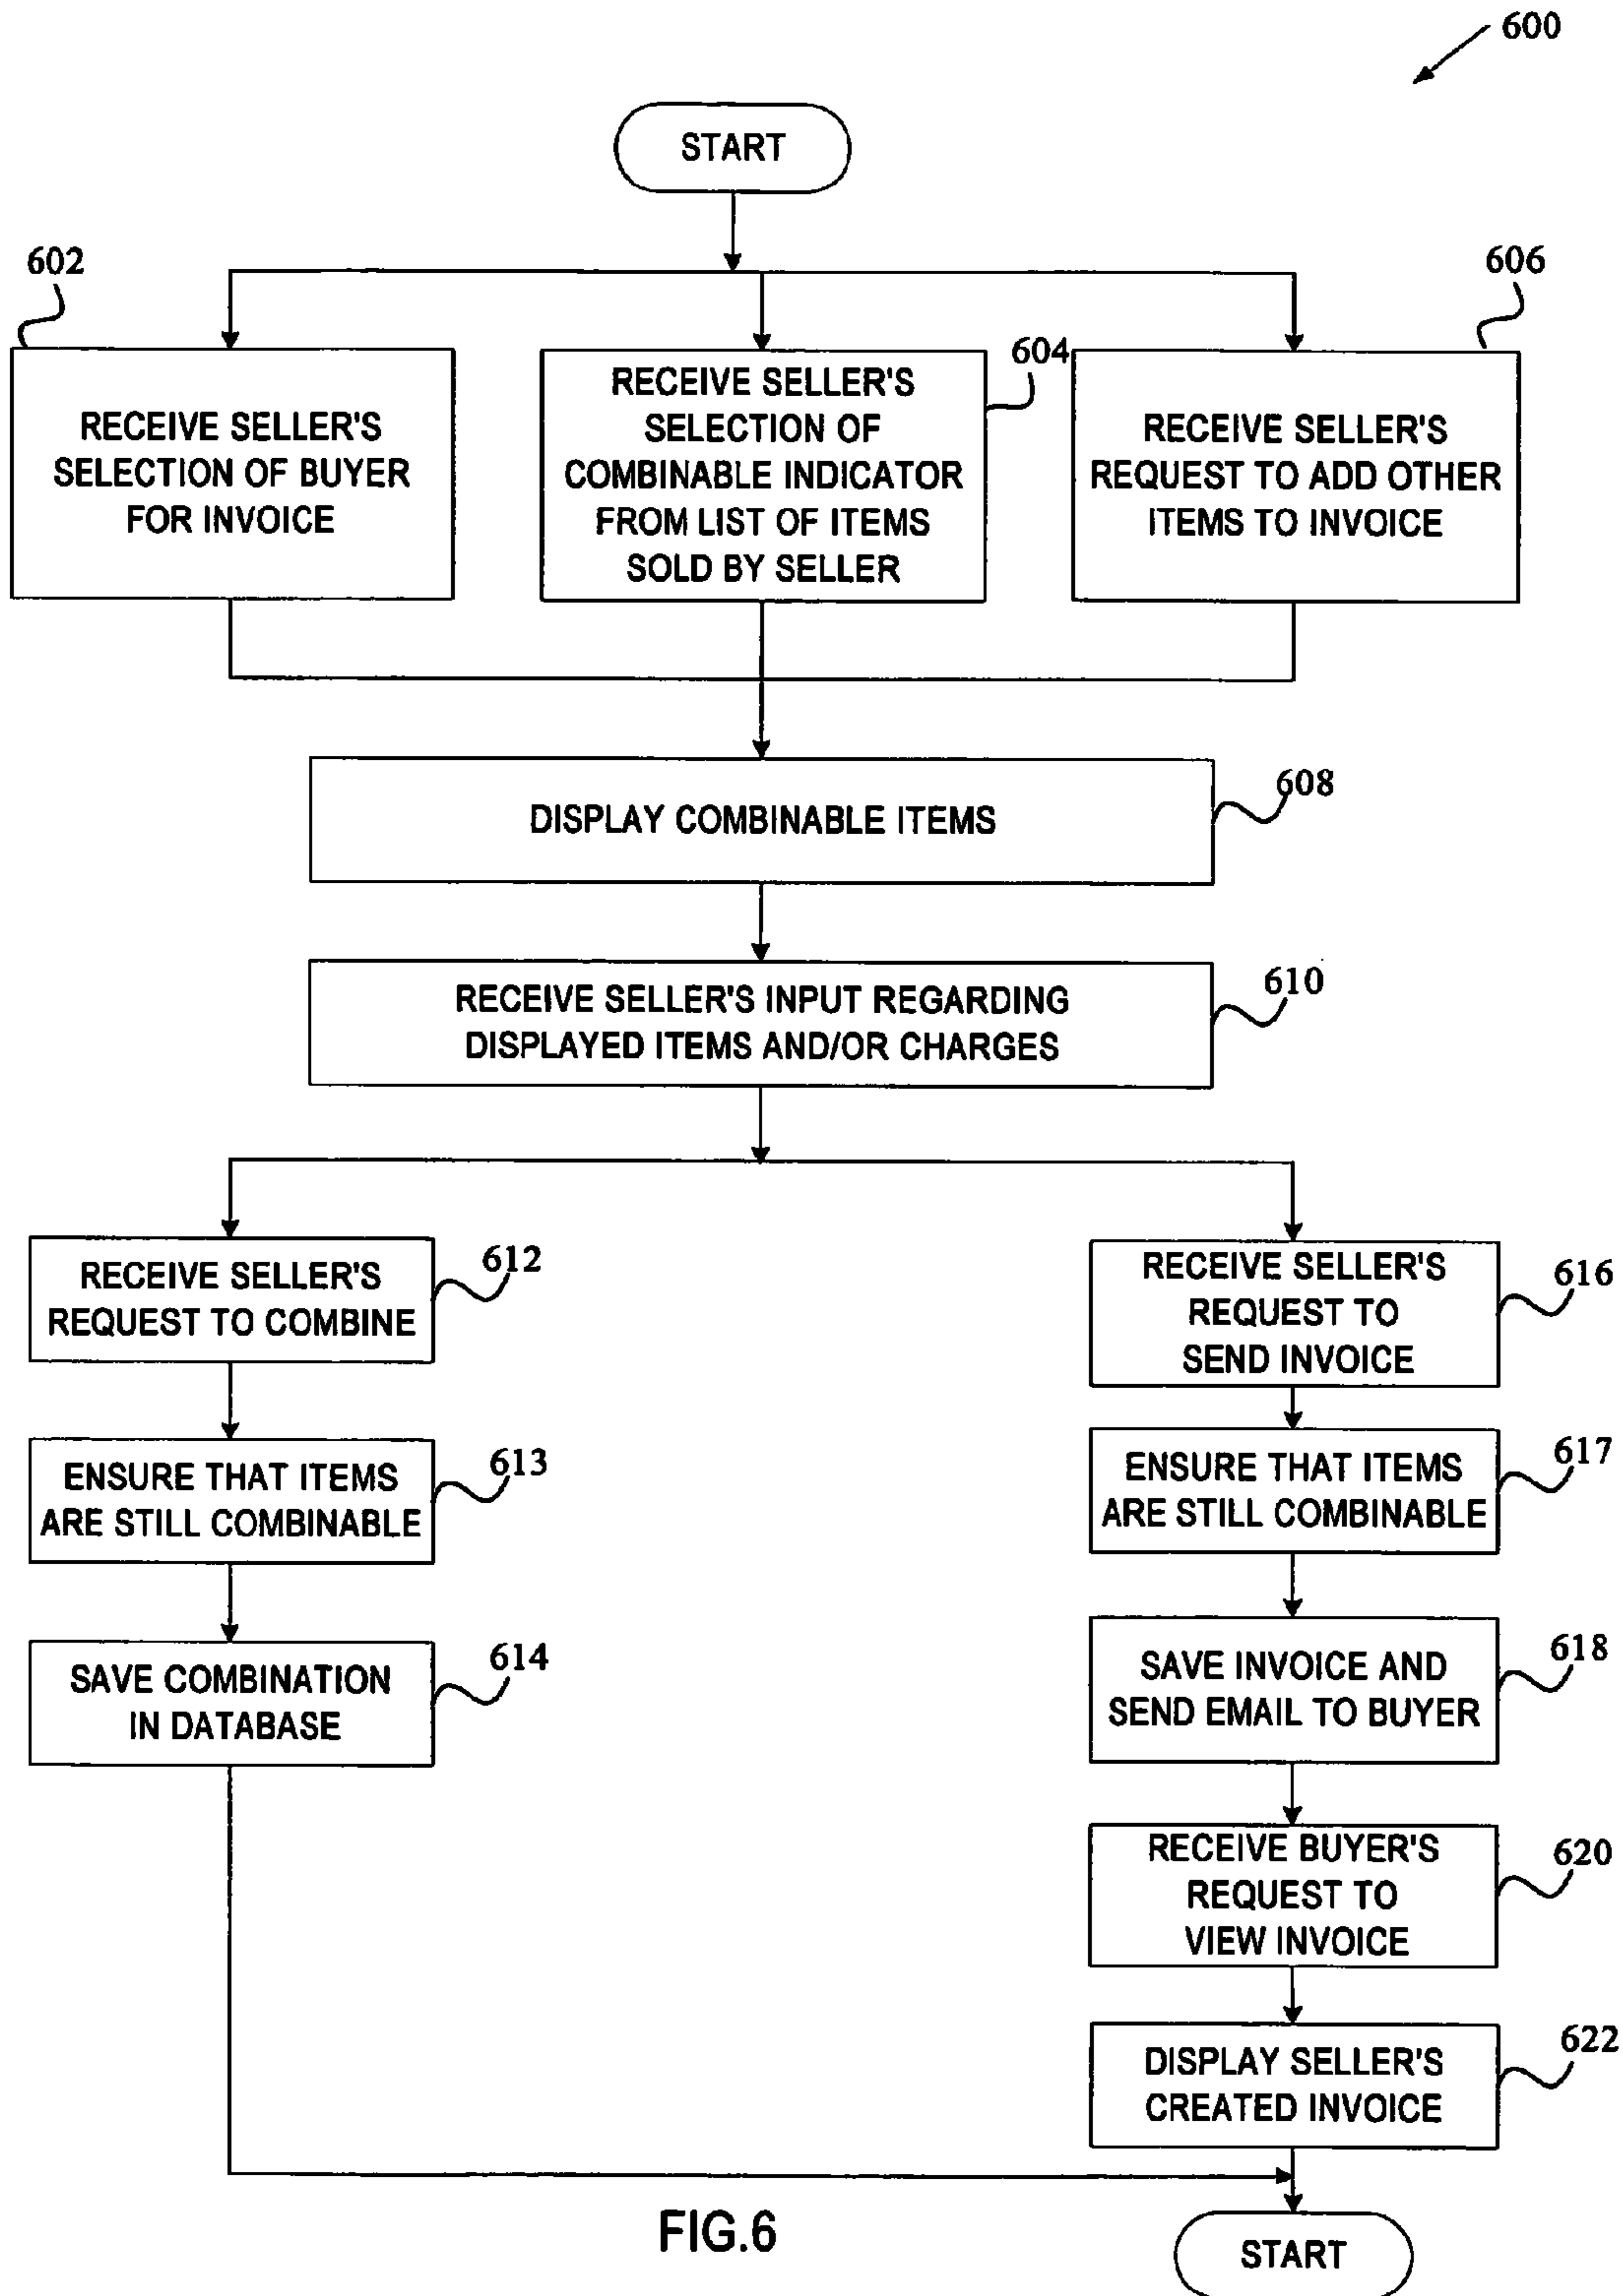 600
START
602
606
604
RECEIVE SELLER'S
SELECTION OF BUYER
FOR INVOICE
RECEIVE SELLER'S
SELECTION OF
COMBINABLE INDICATOR
FROM LIST OF ITEMS
SOLD BY SELLER
RECEIVE SELLER'S
REQUEST TO ADD OTHER
ITEMS TO INVOICE
DISPLAY COMBINABLE ITEMS
608
RECEIVE SELLER'S INPUT REGARDING
DISPLAYED ITEMS AND/OR CHARGES
610
RECEIVE SELLER'S
REQUEST TO COMBINE
612
ENSURE THAT ITEMS
ARE STILL COMBINABLE
613
SAVE COMBINATION
IN DATABASE
614
RECEIVE SELLER'S
REQUEST TO
SEND INVOICE
616
ENSURE THAT ITEMS
ARE STILL COMBINABLE
617
SAVE INVOICE AND
SEND EMAIL TO BUYER
618
RECEIVE BUYER'S
REQUEST TO
VIEW INVOICE
620
DISPLAY SELLER'S
CREATED INVOICE
622
START
FIG.6